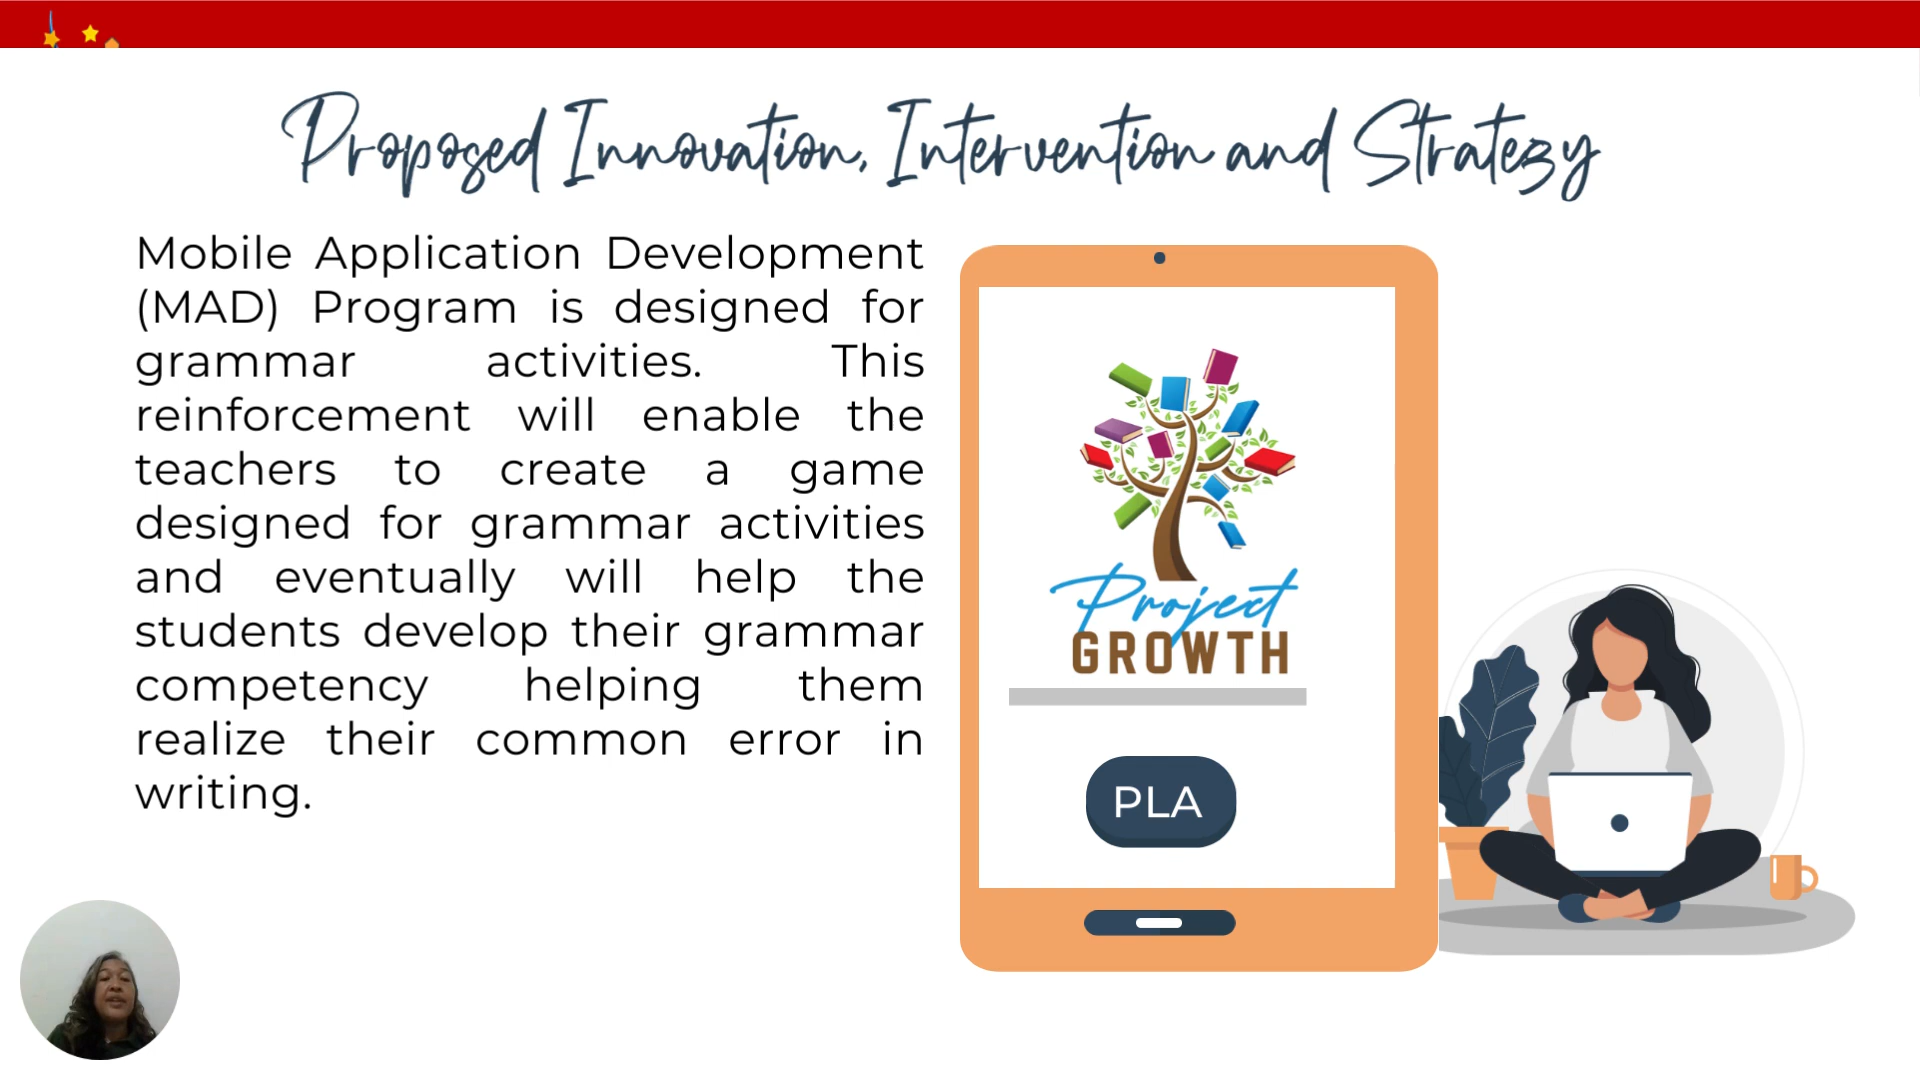 Proposed Innovation, Intervention and Strategy
Mobile Application Development
(MAD) Program is designed for
grammar activities. This
reinforcement will enable the
teachers to create a game
designed for grammar activities
and eventually will help the
students develop their grammar
competency helping them
realize their common error in
writing.
Project
GROWTH
PLA